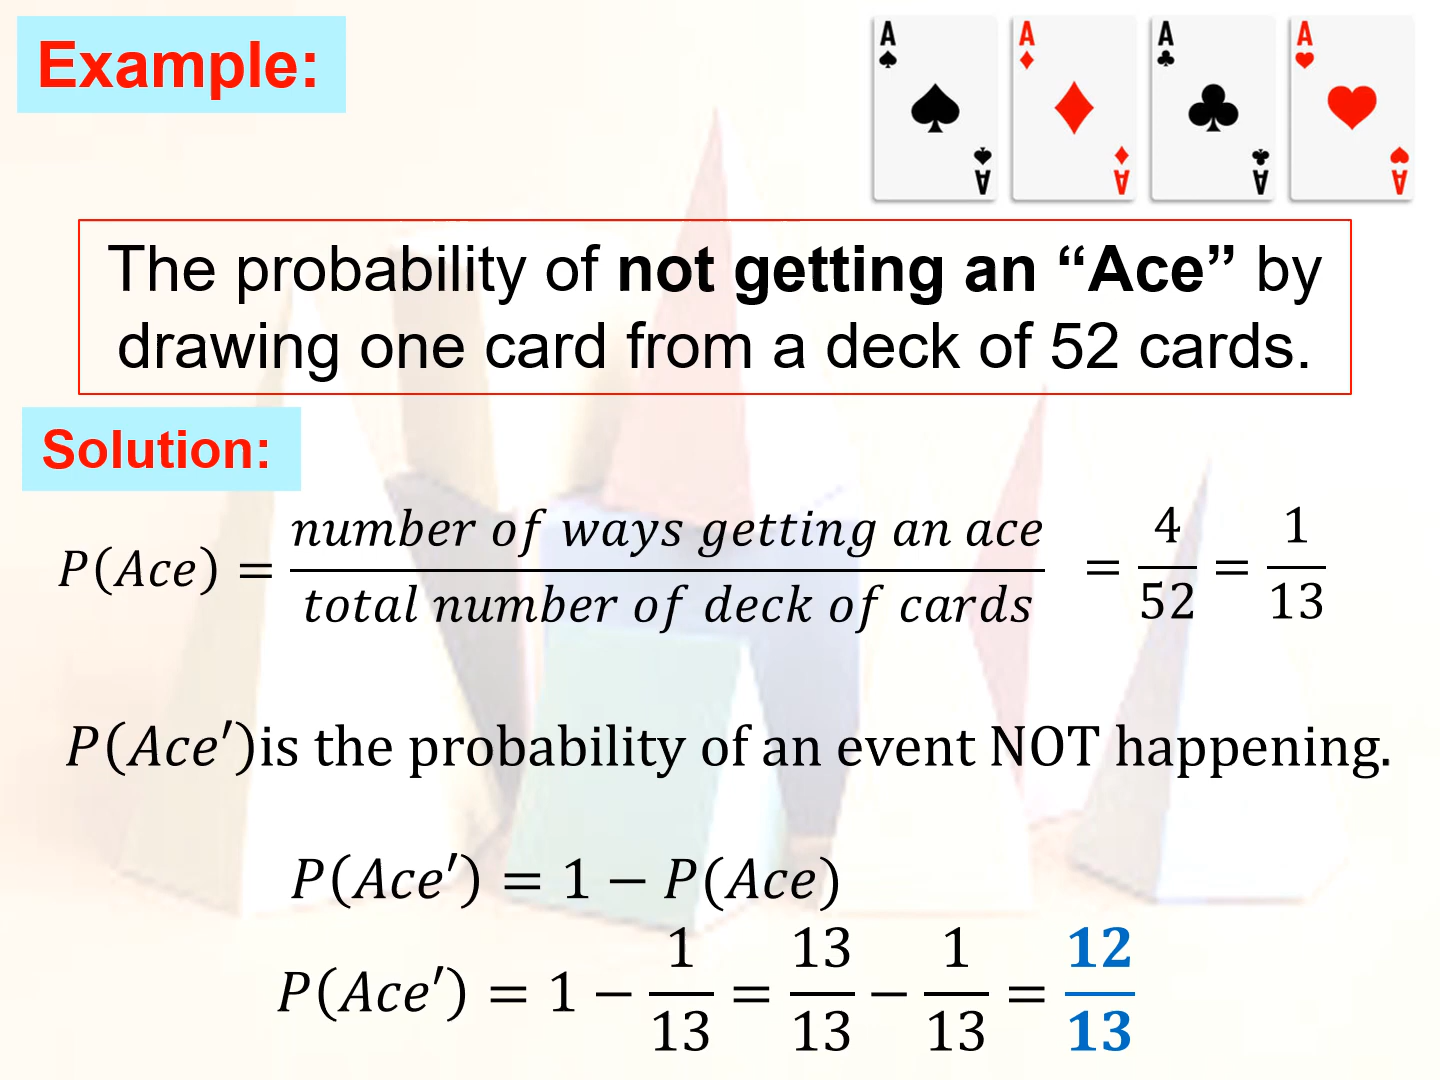 Example:
A A A A
A A A A
The probability of not getting an “Ace” by
drawing one card from a deck of 52 cards.
Solution:
P(Ace) = number of ways getting an ace / total number of deck of cards = 4/52 = 1/13
P(Ace′)is the probability of an event NOT happening.
P(Ace′) = 1 − P(Ace)
P(Ace′) = 1 − 1/13 = 13/13 − 1/13 = 12/13